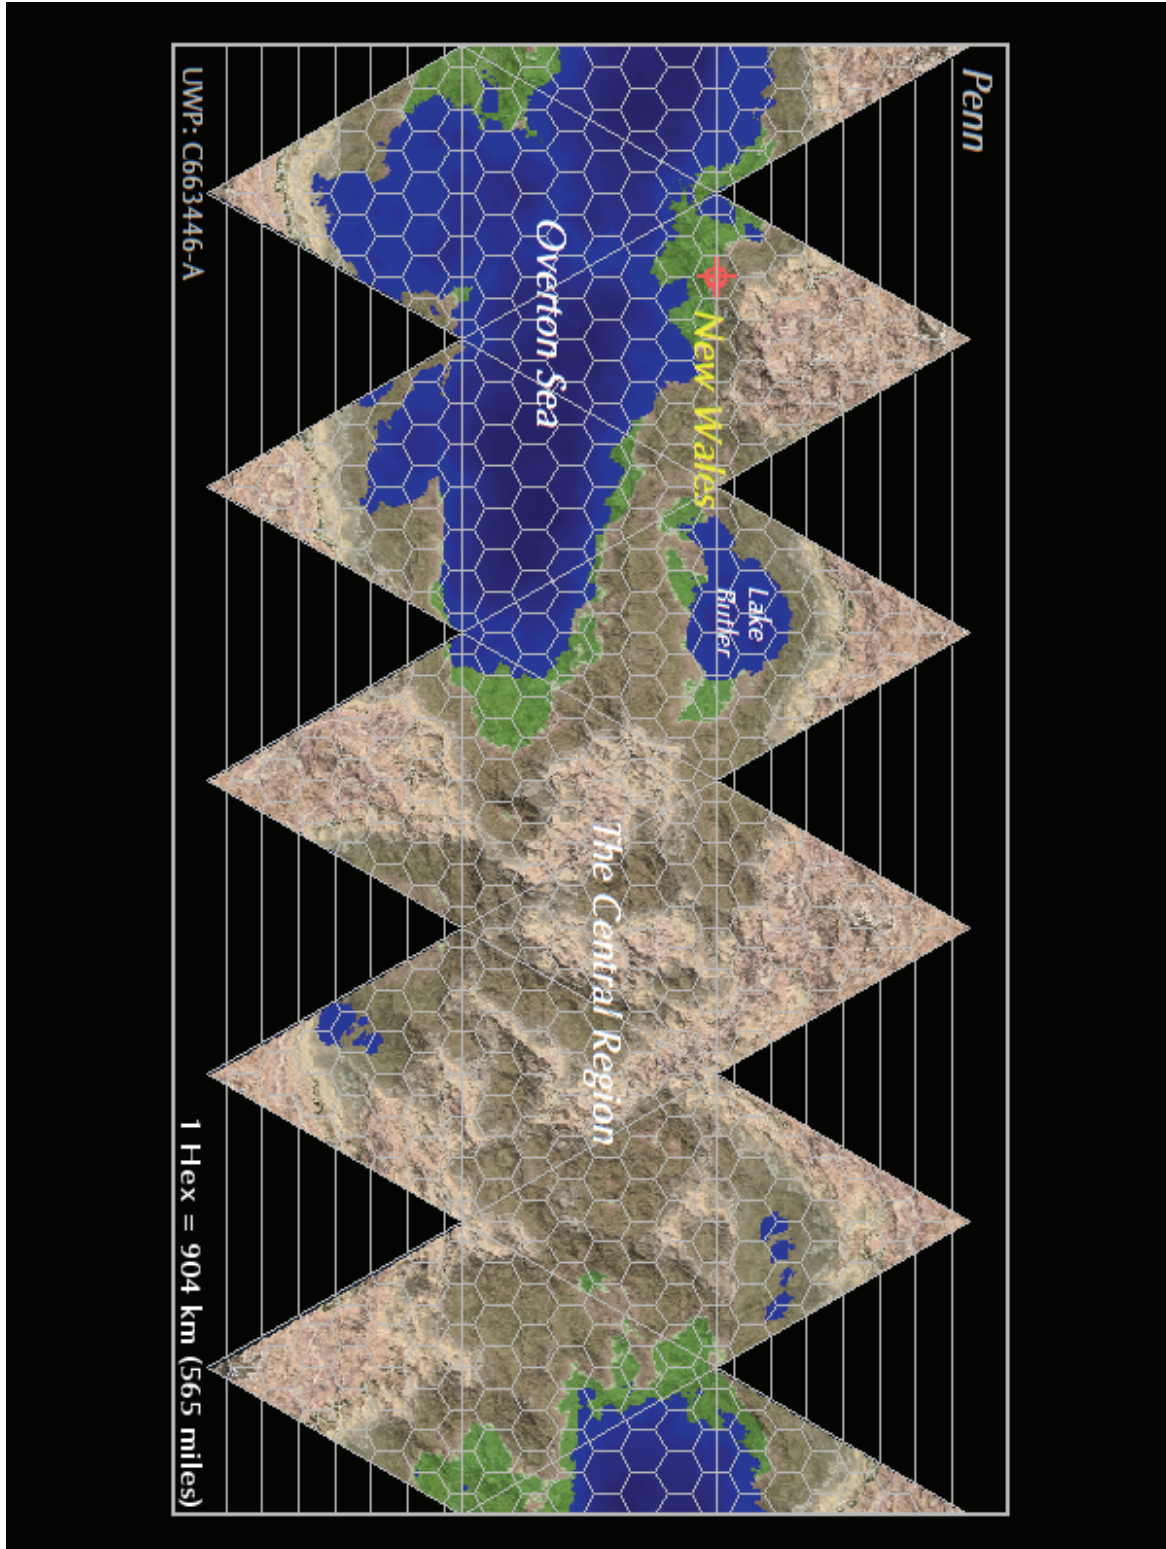 Penn
New Wales
Overton Sea
Lake
Butler
The Central Region
UWP: C663446-A
1 Hex = 904 km (565 miles)